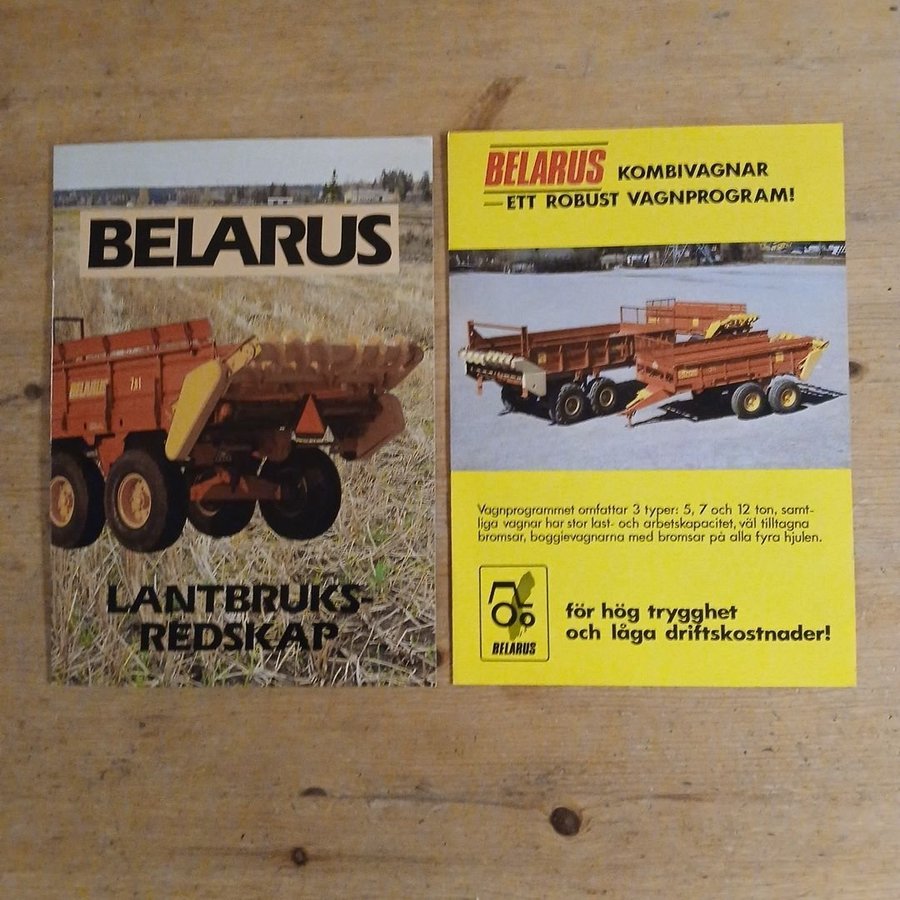 BELARUS
BELARUS 7A1
LANTBRUKS-
REDSKAP
BELARUS KOMBIVAGNAR
—ETT ROBUST VAGNPROGRAM!
Vagnprogrammet omfattar 3 typer: 5, 7 och 12 ton, samt-
liga vagnar har stor last- och arbetskapacitet, väl tilltagna
bromsar, boggievagnarna med bromsar på alla fyra hjulen.
för hög trygghet
och låga driftskostnader!
BELARUS